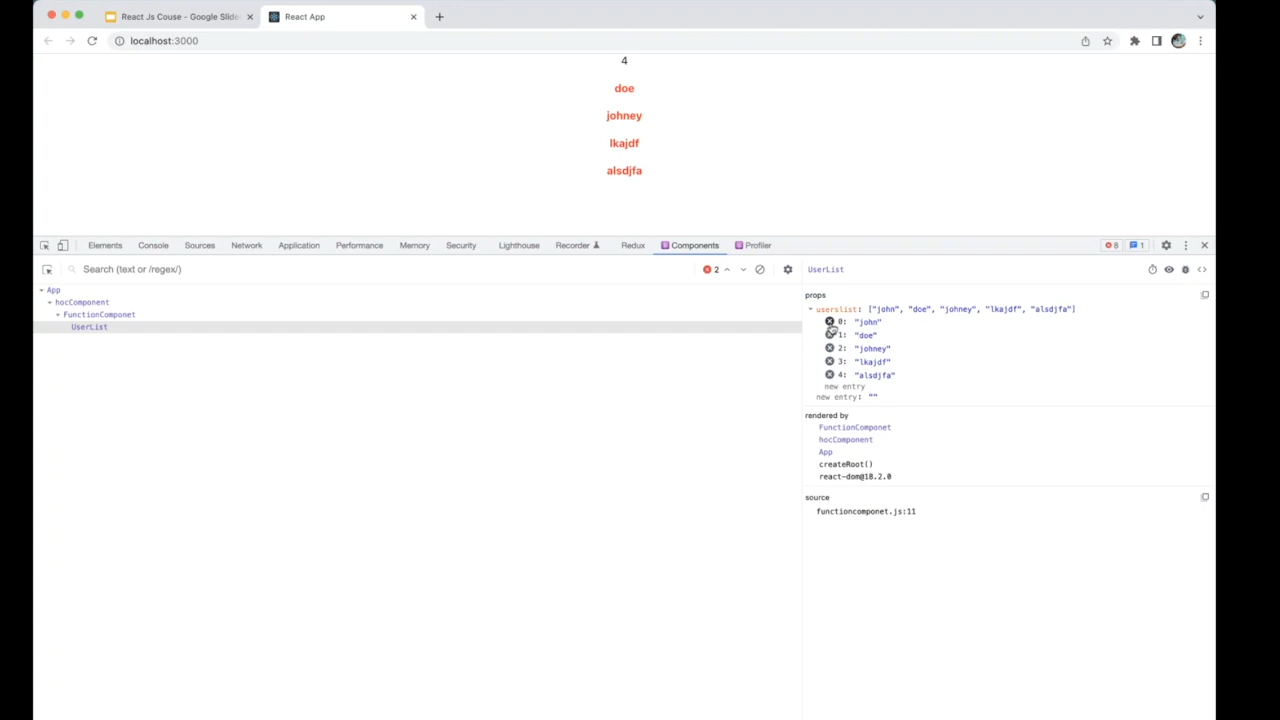 React Js Couse - Google Slide
React App
localhost:3000
4
doe
johney
lkajdf
alsdjfa
Elements Console Sources Network Application Performance Memory Security Lighthouse Recorder Redux Components Profiler 8 1
Search (text or /regex/) 2 UserList
App
hocComponent
FunctionComponet
UserList
props
userslist: ["john", "doe", "johney", "lkajdf", "alsdjfa"]
0: "john"
1: "doe"
2: "johney"
3: "lkajdf"
4: "alsdjfa"
new entry
new entry: ""
rendered by
FunctionComponet
hocComponent
App
createRoot()
react-dom@18.2.0
source
functioncomponet.js:11